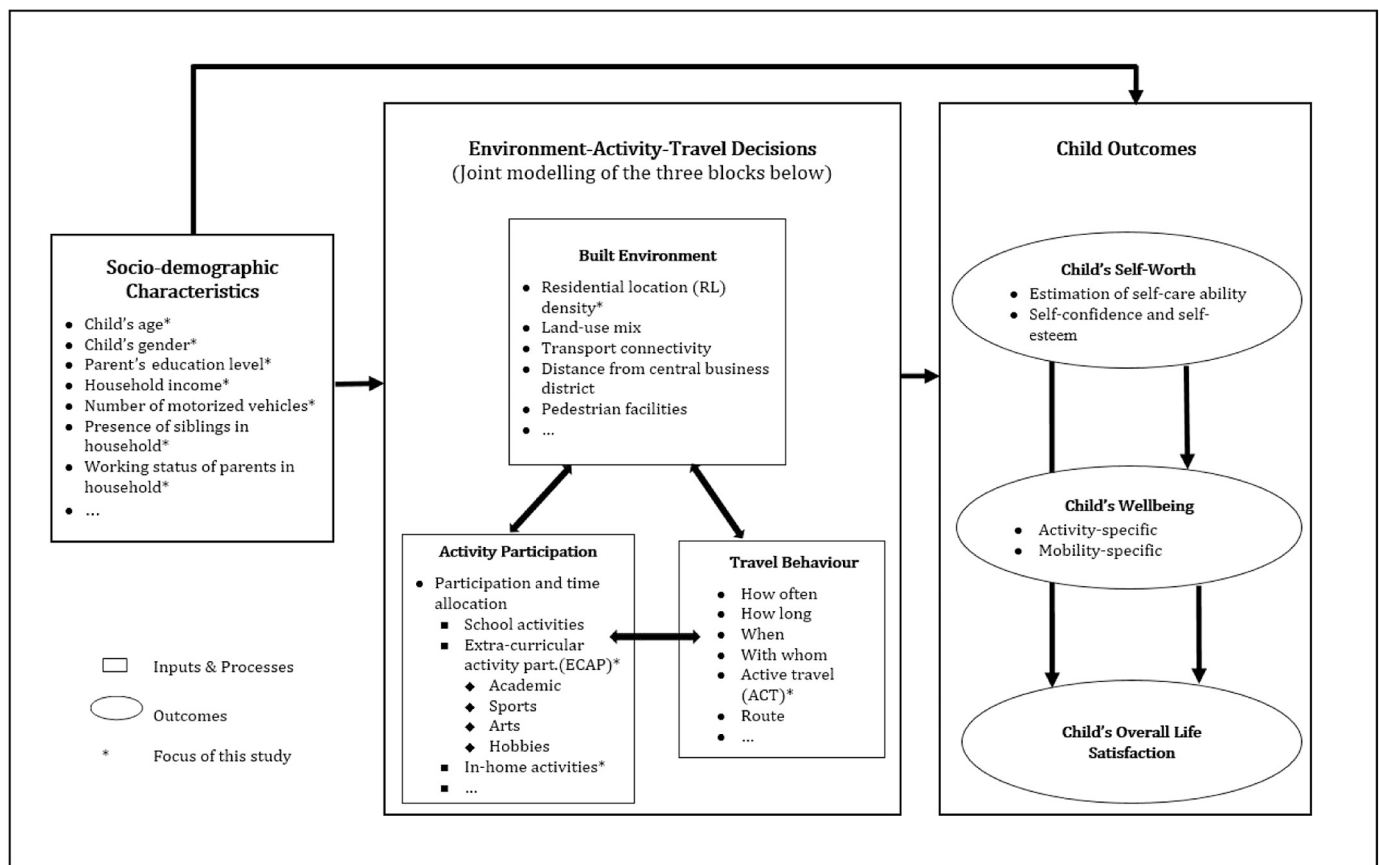 Socio-demographic
Characteristics
● Child’s age*
● Child’s gender*
● Parent’s education level*
● Household income*
● Number of motorized vehicles*
● Presence of siblings in
household*
● Working status of parents in
household*
● ...
Inputs & Processes
Outcomes
* Focus of this study
Environment-Activity-Travel Decisions
(Joint modelling of the three blocks below)
Built Environment
● Residential location (RL)
density*
● Land-use mix
● Transport connectivity
● Distance from central business
district
● Pedestrian facilities
● ...
Activity Participation
● Participation and time
allocation
■ School activities
■ Extra-curricular
activity part.(ECAP)*
◆ Academic
◆ Sports
◆ Arts
◆ Hobbies
■ In-home activities*
■ ...
Travel Behaviour
● How often
● How long
● When
● With whom
● Active travel
(ACT)*
● Route
● ...
Child Outcomes
Child’s Self-Worth
● Estimation of self-care ability
● Self-confidence and self-
esteem
Child’s Wellbeing
● Activity-specific
● Mobility-specific
Child’s Overall Life
Satisfaction